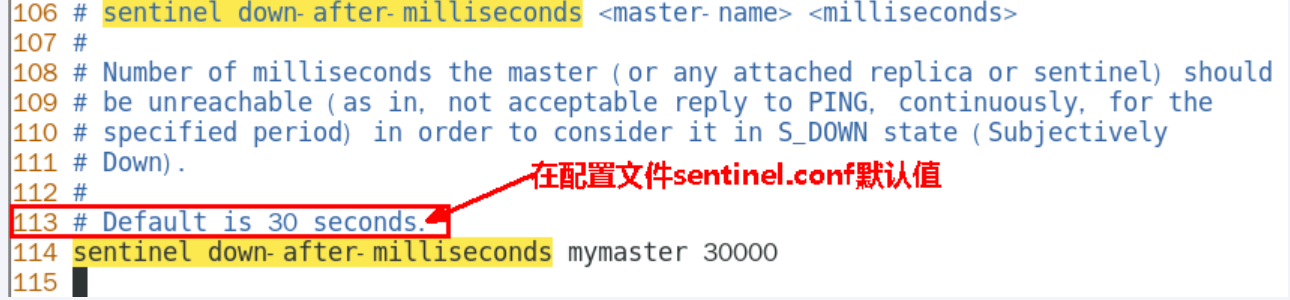 106 # sentinel down-after-milliseconds <master-name> <milliseconds>
107 #
108 # Number of milliseconds the master (or any attached replica or sentinel) should
109 # be unreachable (as in, not acceptable reply to PING, continuously, for the
110 # specified period) in order to consider it in S_DOWN state (Subjectively
111 # Down).
在配置文件sentinel.conf默认值
112 #
113 # Default is 30 seconds.
114 sentinel down-after-milliseconds mymaster 30000
115